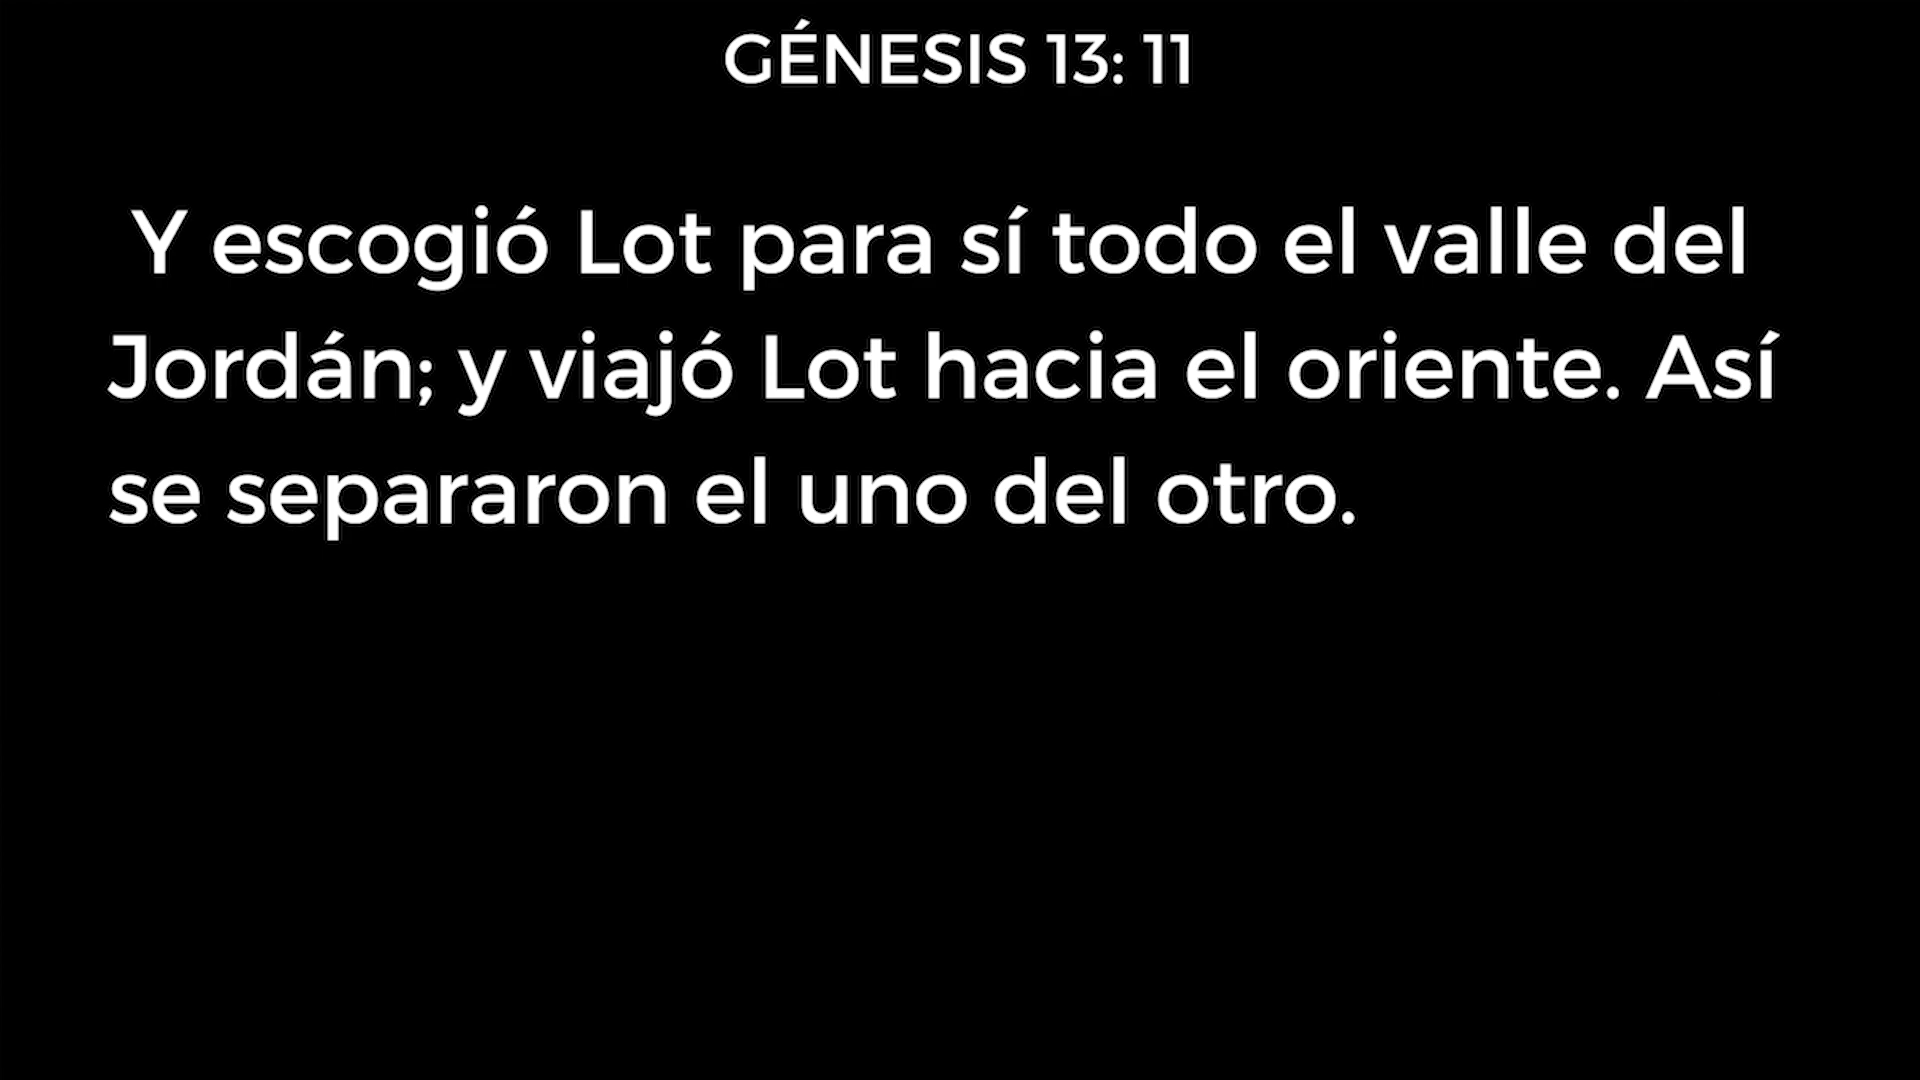 GÉNESIS 13: 11
Y escogió Lot para sí todo el valle del
Jordán; y viajó Lot hacia el oriente. Así
se separaron el uno del otro.